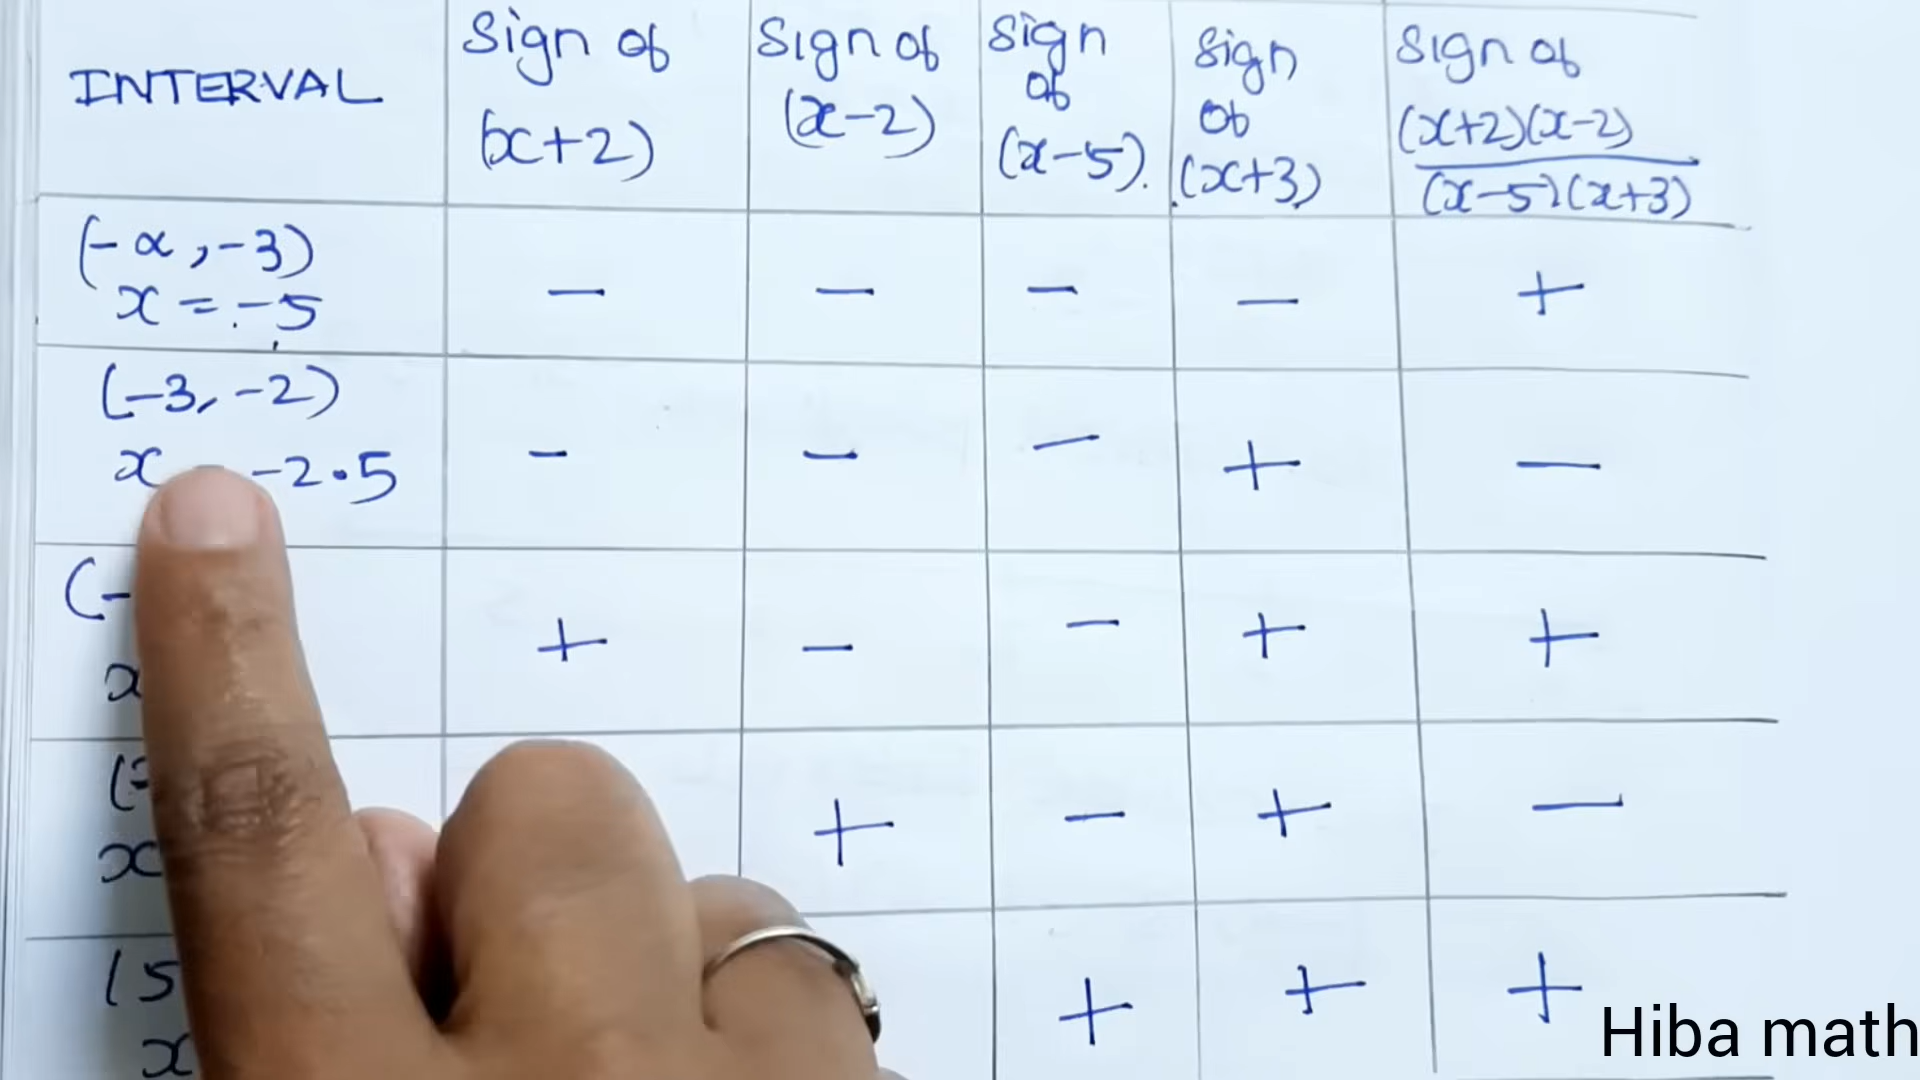 INTERVAL
Sign of
(x+2)
Sign of
(x-2)
Sign
of
(x-5).
Sign
of
(x+3)
Sign of
(x+2)(x-2)
(x-5)(x+3)
(-∝, -3)
x = -5
- - - - +
(-3, -2)
x -2.5
- - - + -
(-
x
+ - - + +
x
+ - + -
(5
x
+ + +
Hiba math